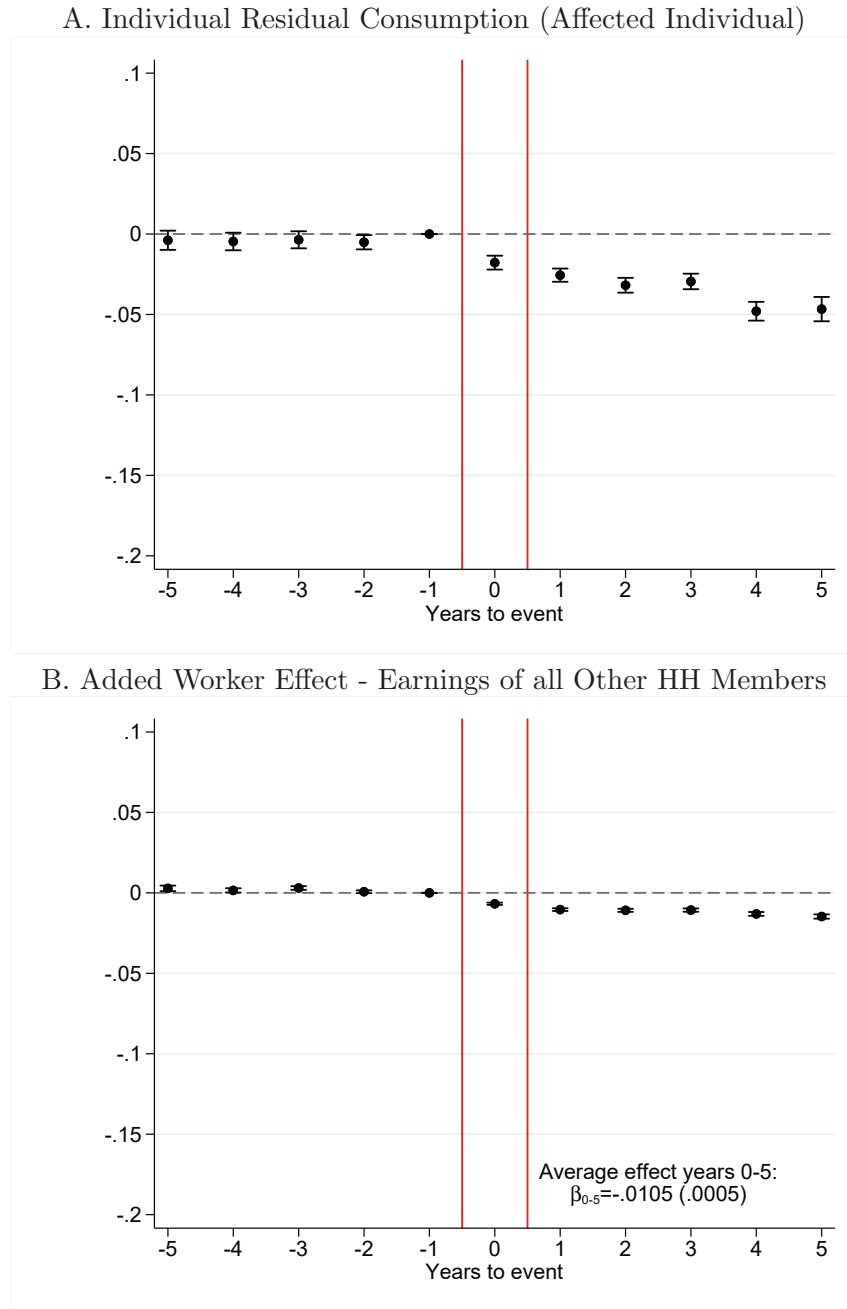 A. Individual Residual Consumption (Affected Individual)
.1
.05
0
-.05
-.1
-.15
-.2
-5 -4 -3 -2 -1 0 1 2 3 4 5
Years to event
B. Added Worker Effect - Earnings of all Other HH Members
.1
.05
0
-.05
-.1
-.15
-.2
Average effect years 0-5:
β0-5=-.0105 (.0005)
-5 -4 -3 -2 -1 0 1 2 3 4 5
Years to event